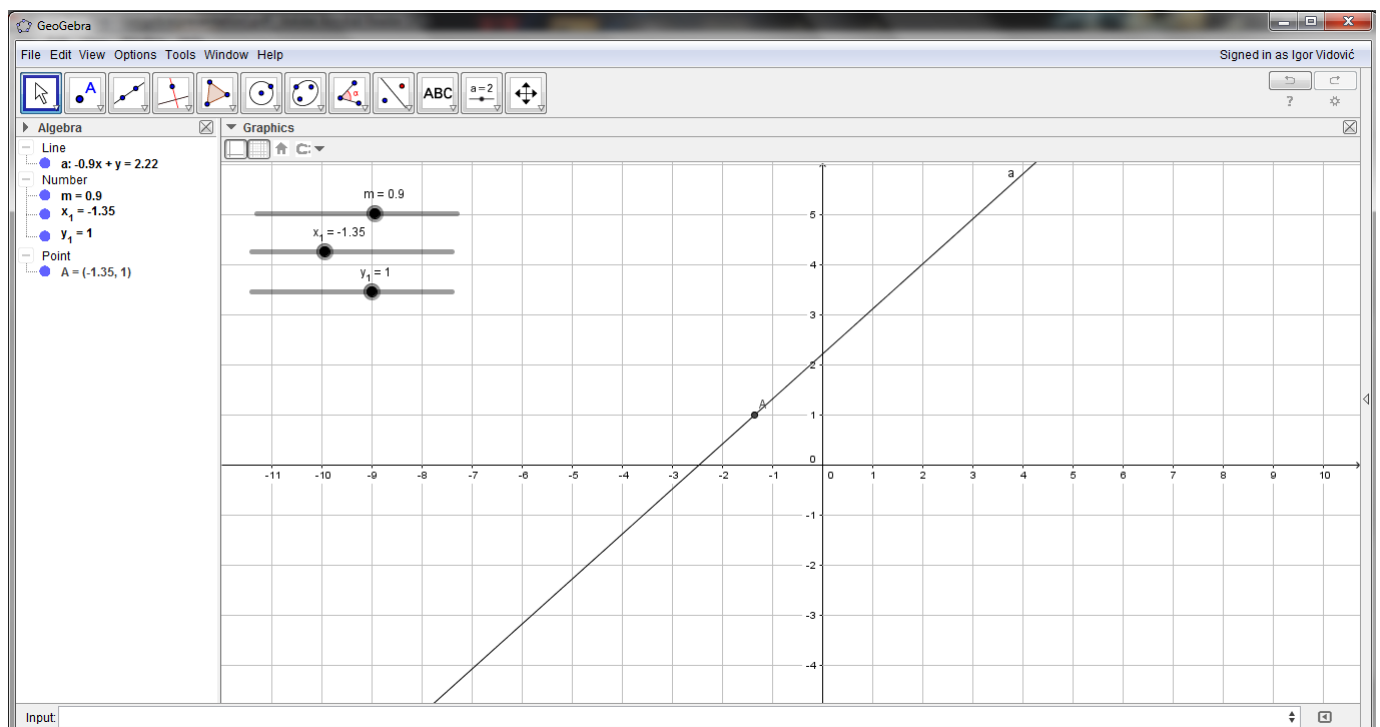 GeoGebra
File Edit View Options Tools Window Help
Signed in as Igor Vidović
A
α
ABC
a=2
?
Algebra
Graphics
Line
a: -0.9x + y = 2.22
Number
m = 0.9
x₁ = -1.35
y₁ = 1
Point
A = (-1.35, 1)
m = 0.9
x₁ = -1.35
y₁ = 1
a
A
5
4
3
2
1
0
-11 -10 -9 -8 -7 -6 -5 -4 -3 -2 -1 0 1 2 3 4 5 6 7 8 9 10
-1
-2
-3
-4
Input: